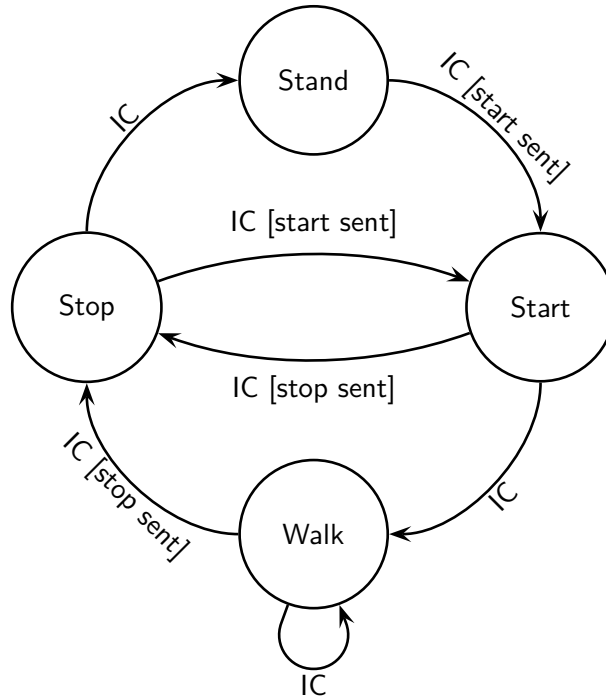 Stand
IC
IC [start sent]
IC [start sent]
Stop
Start
IC [stop sent]
IC [stop sent]
IC
Walk
IC